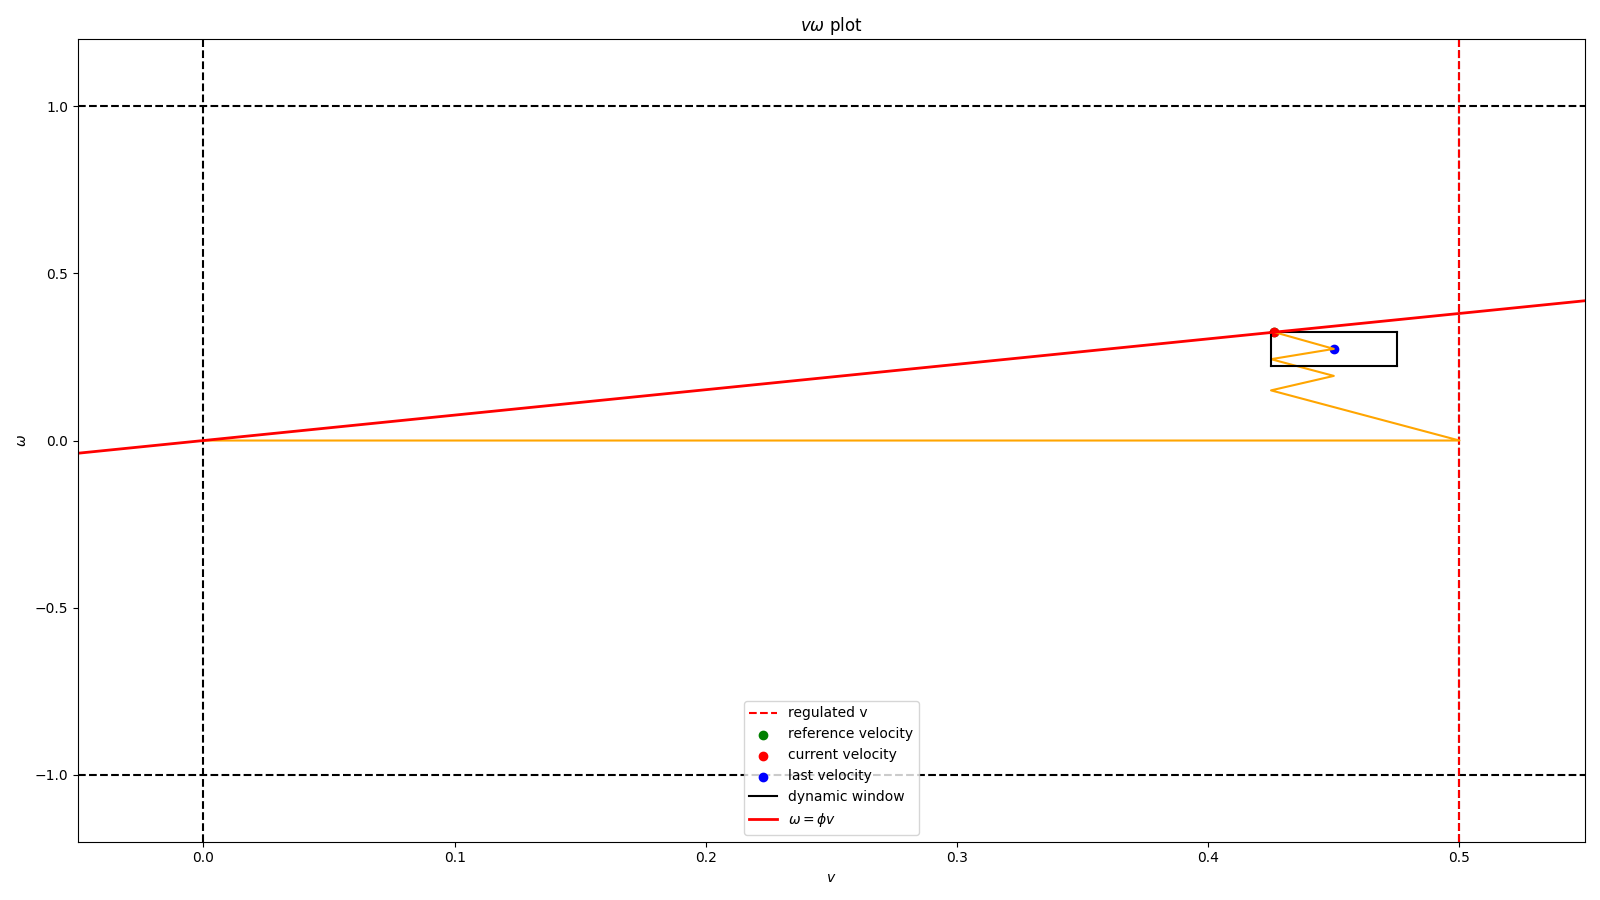 vω plot
1.0
0.5
0.0
−0.5
−1.0
ω
0.0
0.1
0.2
0.3
0.4
0.5
v
regulated v
reference velocity
current velocity
last velocity
dynamic window
ω = ϕv